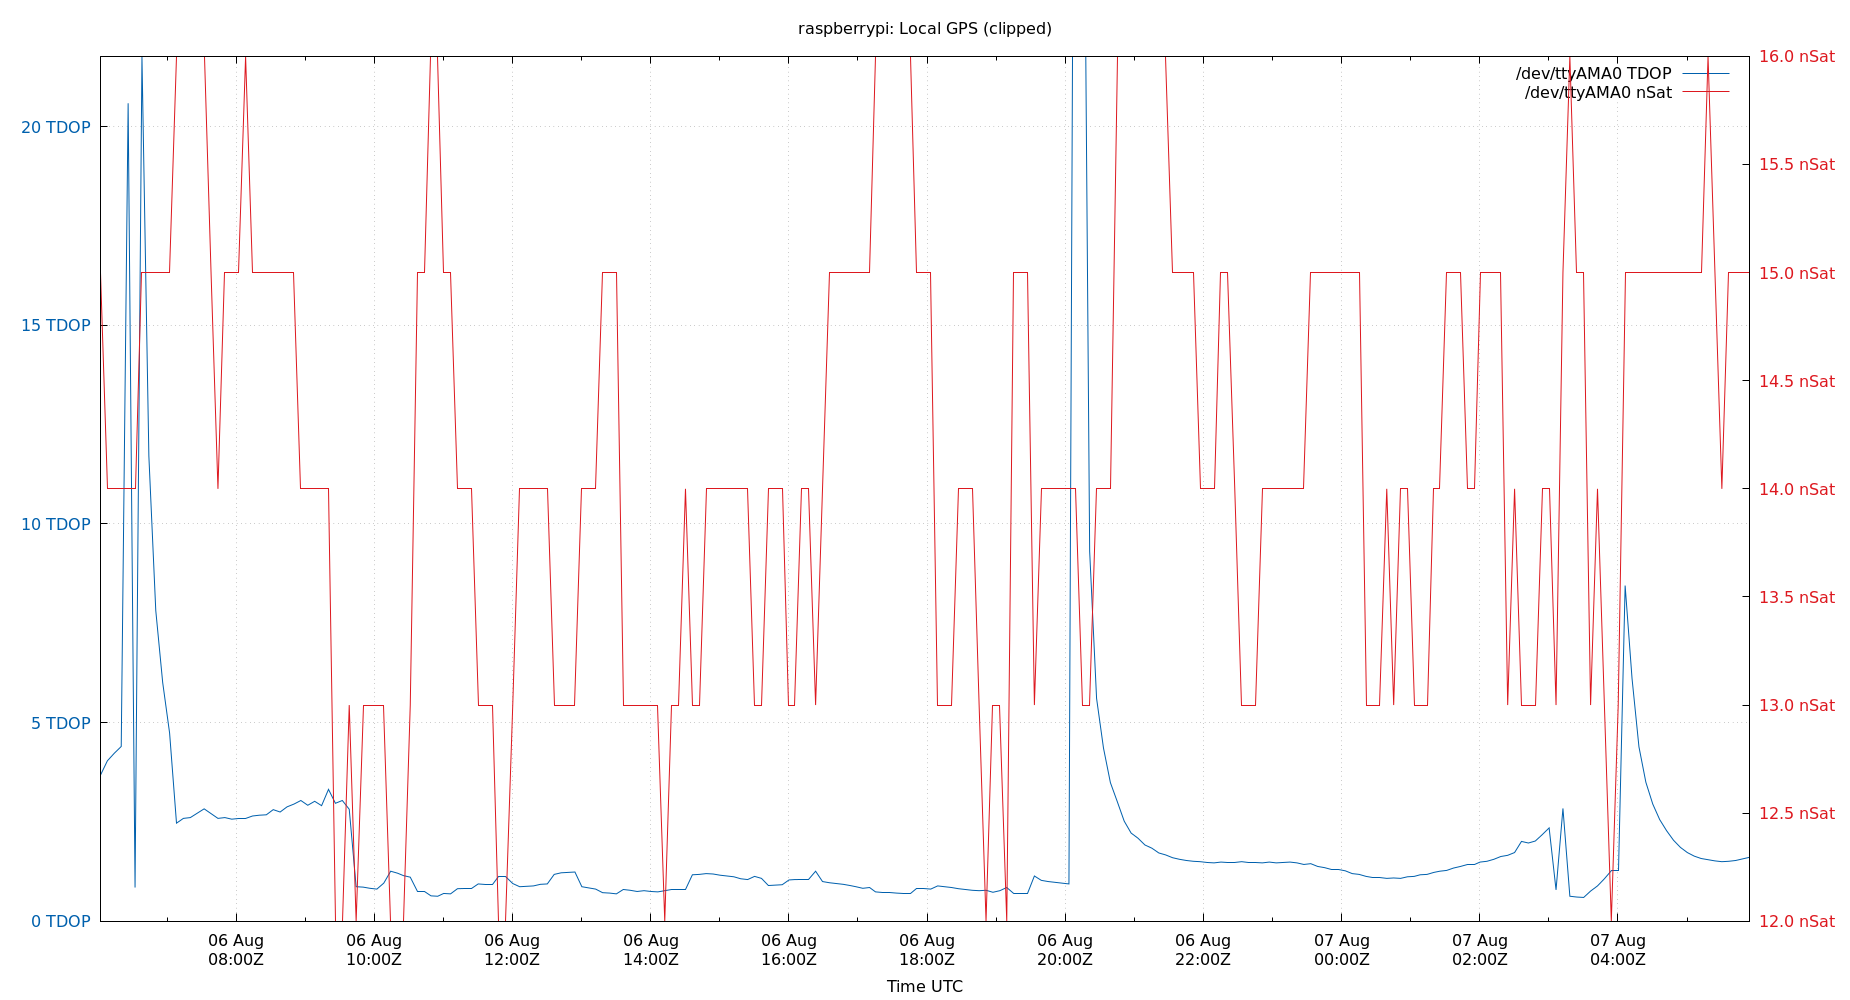 raspberrypi: Local GPS (clipped)
/dev/ttyAMA0 TDOP
/dev/ttyAMA0 nSat
20 TDOP
15 TDOP
10 TDOP
5 TDOP
0 TDOP
16.0 nSat
15.5 nSat
15.0 nSat
14.5 nSat
14.0 nSat
13.5 nSat
13.0 nSat
12.5 nSat
12.0 nSat
06 Aug
08:00Z
06 Aug
10:00Z
06 Aug
12:00Z
06 Aug
14:00Z
06 Aug
16:00Z
06 Aug
18:00Z
06 Aug
20:00Z
06 Aug
22:00Z
07 Aug
00:00Z
07 Aug
02:00Z
07 Aug
04:00Z
Time UTC